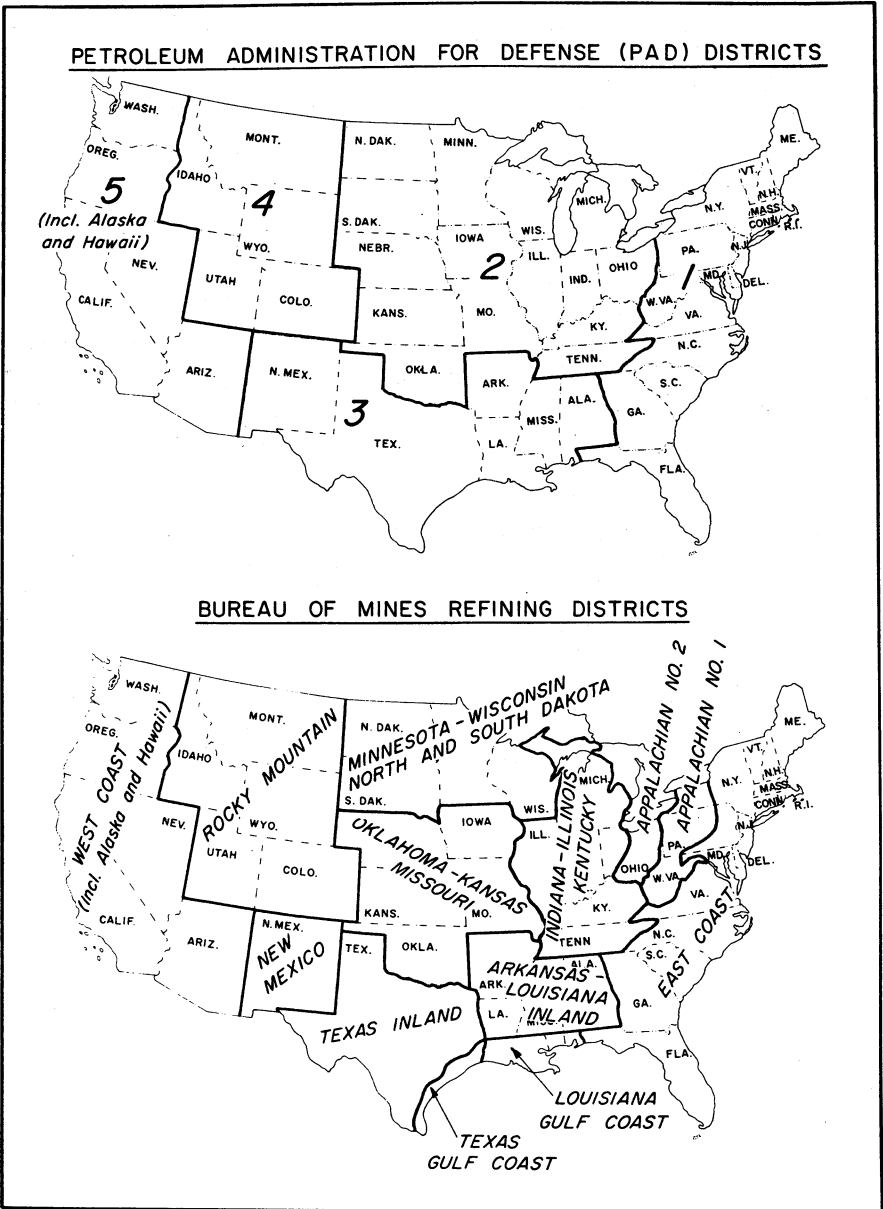 PETROLEUM ADMINISTRATION FOR DEFENSE (PAD) DISTRICTS
WASH.
OREG.
5
(Incl. Alaska
and Hawaii)
NEV.
CALIF.
ARIZ.
MONT.
IDAHO
4
WYO.
UTAH
COLO.
N. DAK.
MINN.
S. DAK.
NEBR.
IOWA
WIS.
MICH.
2
ILL.
IND.
OHIO
KANS.
MO.
KY.
TENN.
OKLA.
N. MEX.
3
TEX.
ARK.
LA.
MISS.
ALA.
ME.
VT.
N.H.
MASS.
CONN.
R.I.
N.Y.
PA.
N.J.
1
MD.
DEL.
W. VA.
VA.
N.C.
S.C.
GA.
FLA.
BUREAU OF MINES REFINING DISTRICTS
WASH.
OREG.
WEST COAST
(Incl. Alaska and Hawaii)
NEV.
CALIF.
ARIZ.
MONT.
IDAHO
ROCKY MOUNTAIN
WYO.
UTAH
COLO.
N. DAK.
MINNESOTA-WISCONSIN
NORTH AND SOUTH DAKOTA
S. DAK.
WIS.
IOWA
OKLAHOMA-KANSAS
MISSOURI
KANS.
MO.
OKLA.
ILL.
MICH.
INDIANA-ILLINOIS
KENTUCKY
KY.
TENN
OHIO
APPALACHIAN NO. 2
APPALACHIAN NO. 1
PA.
W. VA.
ME.
VT.
N.H.
MASS.
CONN.
R.I.
N.Y.
N.J.
MD.
DEL.
VA.
N.C.
S.C.
EAST COAST
GA.
FLA.
N. MEX.
NEW
MEXICO
TEX.
TEXAS INLAND
ALA.
ARK.
LA.
MISS.
ARKANSAS-
LOUISIANA
INLAND
LOUISIANA
GULF COAST
TEXAS
GULF COAST